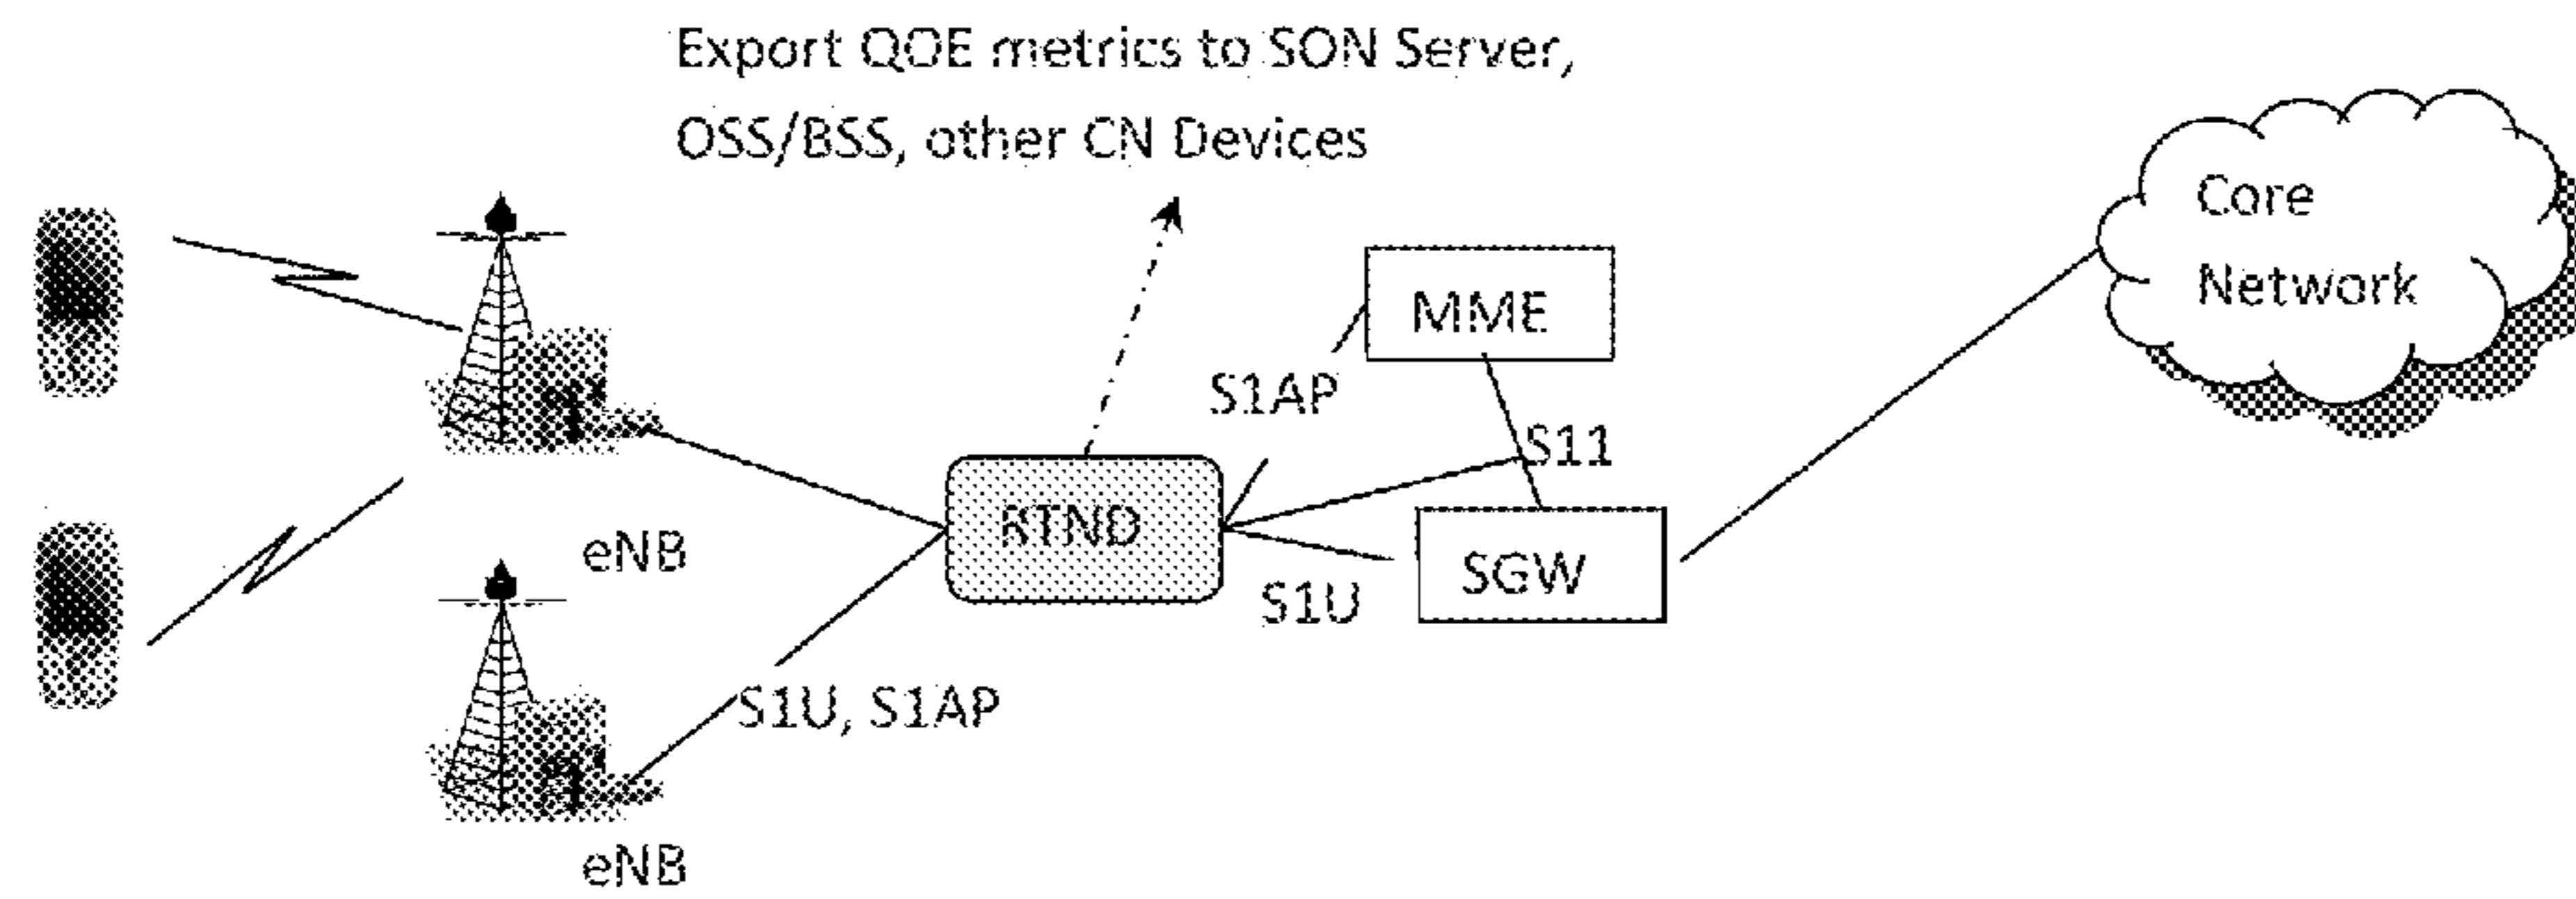 Export QOE metrics to SON Server,
OSS/BSS, other CN Devices
Core
Network
MME
S1AP
S11
RTND
eNB
SGW
S1U
S1U, S1AP
eNB